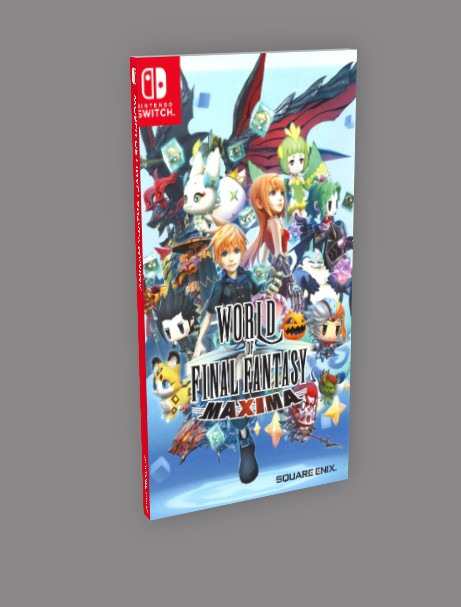 NINTENDO
SWITCH.
WORLD
OF
FINAL FANTASY
MAXIMA
SQUARE ENIX.